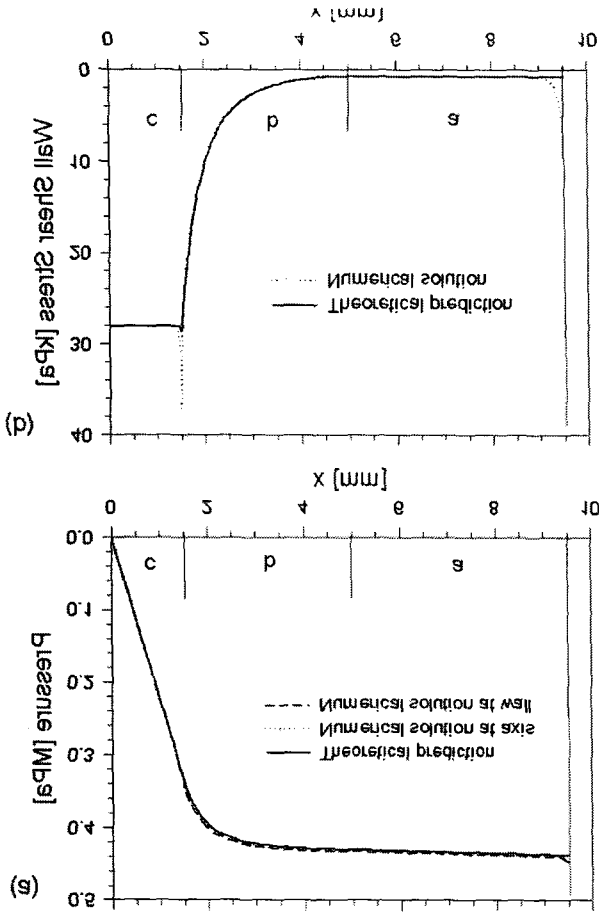 (a)
0.5
0.4
0.3
0.2
0.1
0.0
Pressure [MPa]
Theoretical prediction
Numerical solution at axis
Numerical solution at wall
c b a
0 2 4 6 8 10
X [mm]
(b)
40
30
20
10
0
Wall Shear Stress [kPa]
Theoretical prediction
Numerical solution
c b a
0 2 4 6 8 10
[mm]